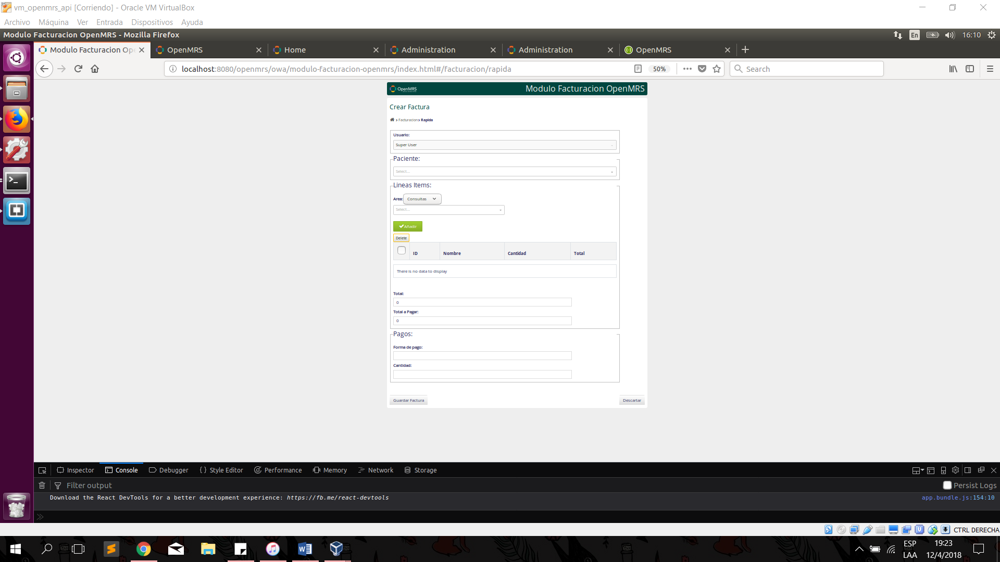 vm_openmrs_api [Corriendo] - Oracle VM VirtualBox
Archivo Máquina Ver Entrada Dispositivos Ayuda
Modulo Facturacion OpenMRS - Mozilla Firefox
En 16:10
Modulo Facturacion Ope
OpenMRS
Home
Administration
Administration
OpenMRS
localhost:8080/openmrs/owa/modulo-facturacion-openmrs/index.html#/facturacion/rapida
50%
Search
OpenMRS
Modulo Facturacion OpenMRS
Crear Factura
› Facturacion › Rapida
Usuario:
Super User
Paciente:
Select...
Lineas Items:
Area: Consultas
Select...
Añadir
Delete
ID Nombre Cantidad Total
There is no data to display
Total:
0
Total a Pagar:
0
Pagos:
Forma de pago:
Cantidad:
Guardar Factura
Descartar
Inspector Console Debugger Style Editor Performance Memory Network Storage
Filter output
Persist Logs
Download the React DevTools for a better development experience: https://fb.me/react-devtools
app.bundle.js:154:10
CTRL DERECHA
ESP
LAA
19:23
12/4/2018